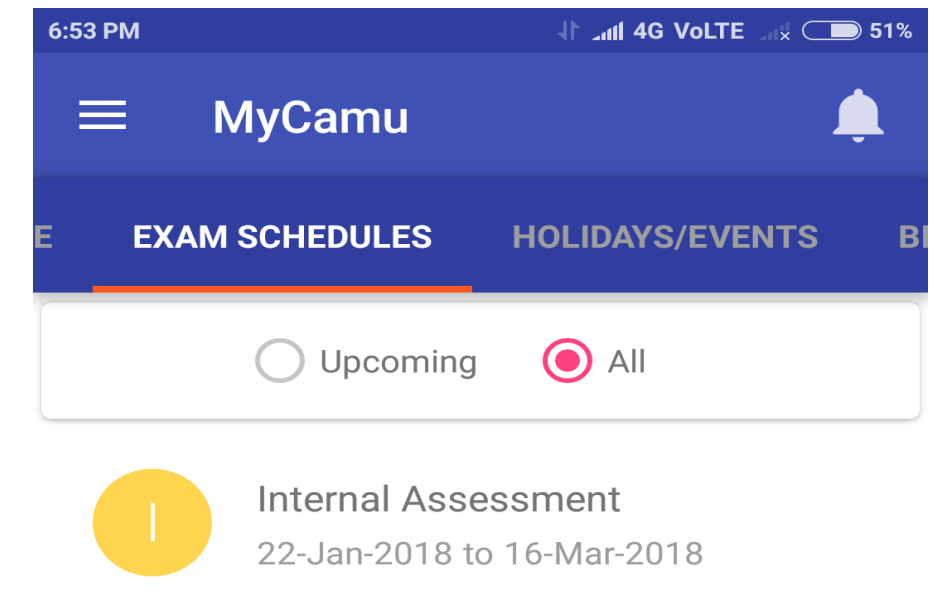 6:53 PM 4G VoLTE 51%
MyCamu
E EXAM SCHEDULES HOLIDAYS/EVENTS
Upcoming All
I Internal Assessment
22-Jan-2018 to 16-Mar-2018